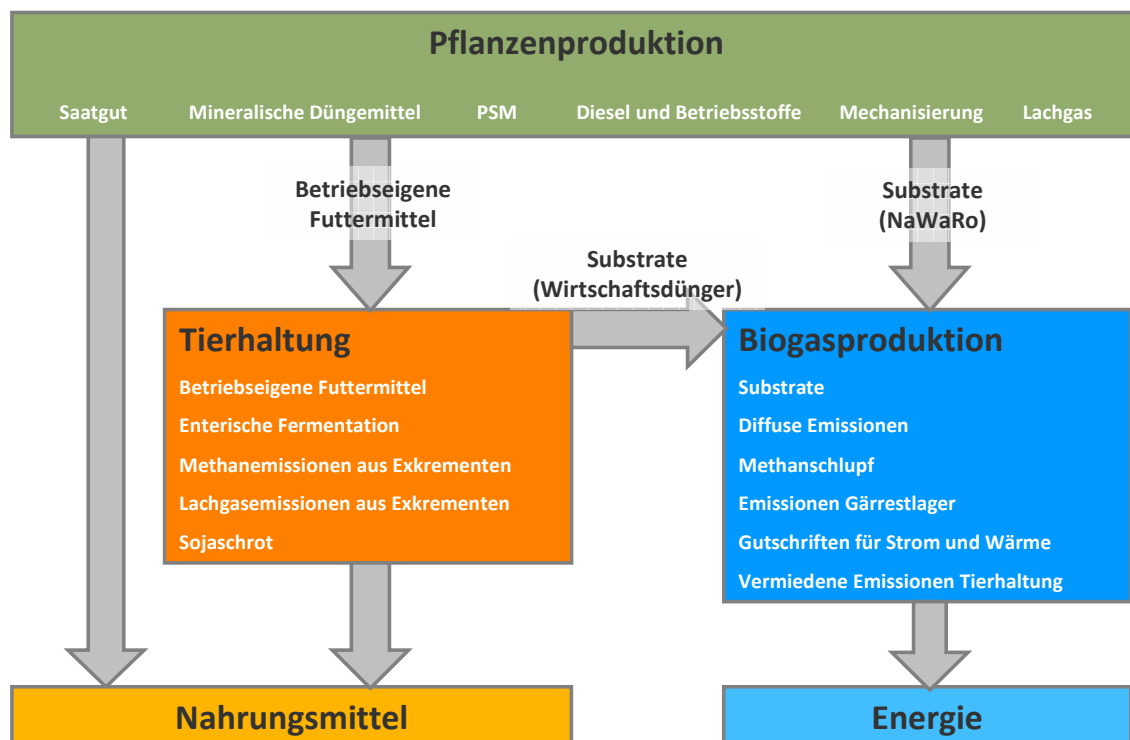 Pflanzenproduktion
Saatgut Mineralische Düngemittel PSM Diesel und Betriebsstoffe Mechanisierung Lachgas
Betriebseigene
Futtermittel
Substrate
(NaWaRo)
Substrate
(Wirtschaftsdünger)
Tierhaltung
Betriebseigene Futtermittel
Enterische Fermentation
Methanemissionen aus Exkrementen
Lachgasemissionen aus Exkrementen
Sojaschrot
Biogasproduktion
Substrate
Diffuse Emissionen
Methanschlupf
Emissionen Gärrestlager
Gutschriften für Strom und Wärme
Vermiedene Emissionen Tierhaltung
Nahrungsmittel
Energie